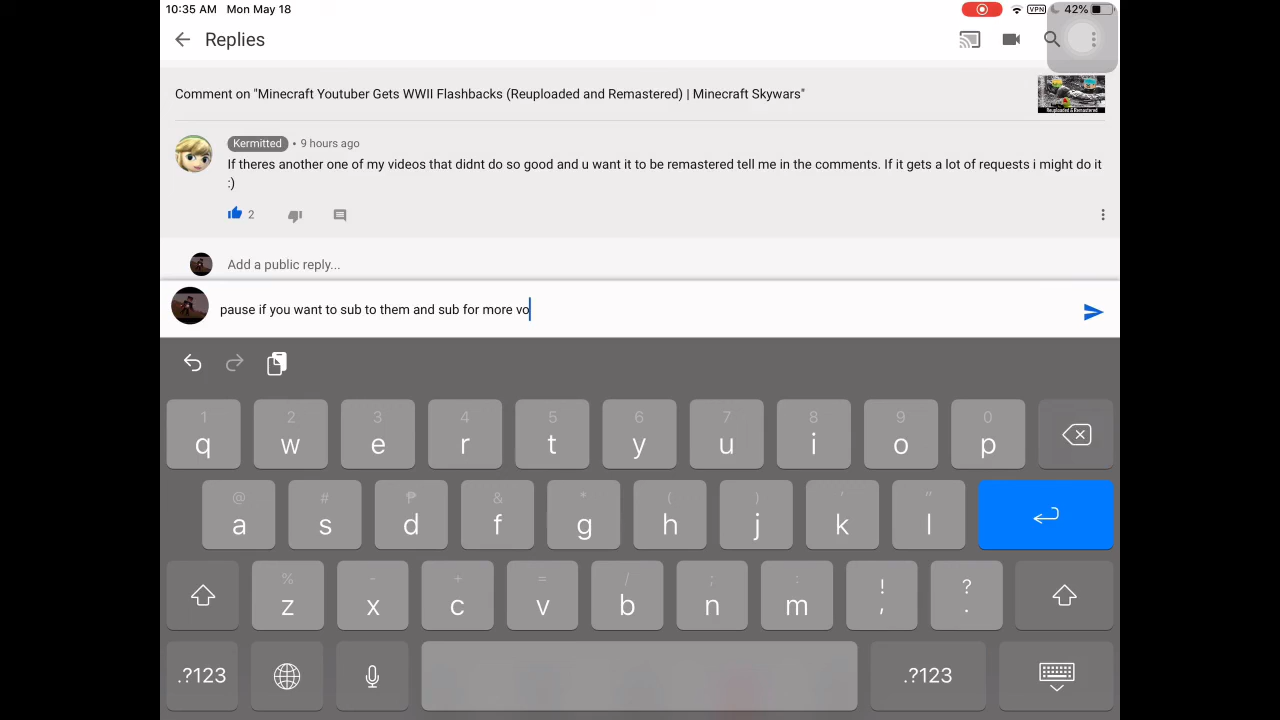 10:35 AM Mon May 18
VPN 42%
Replies
Comment on "Minecraft Youtuber Gets WWII Flashbacks (Reuploaded and Remastered) | Minecraft Skywars"
Reuploaded & Remastered
Kermitted • 9 hours ago
If theres another one of my videos that didnt do so good and u want it to be remastered tell me in the comments. If it gets a lot of requests i might do it
:)
2
Add a public reply...
pause if you want to sub to them and sub for more vo
1 2 3 4 5 6 7 8 9 0
q w e r t y u i o p
@ # ₱ & * ( ) ' "
a s d f g h j k l
% - + = / ; : ! ?
z x c v b n m , .
.?123 .?123